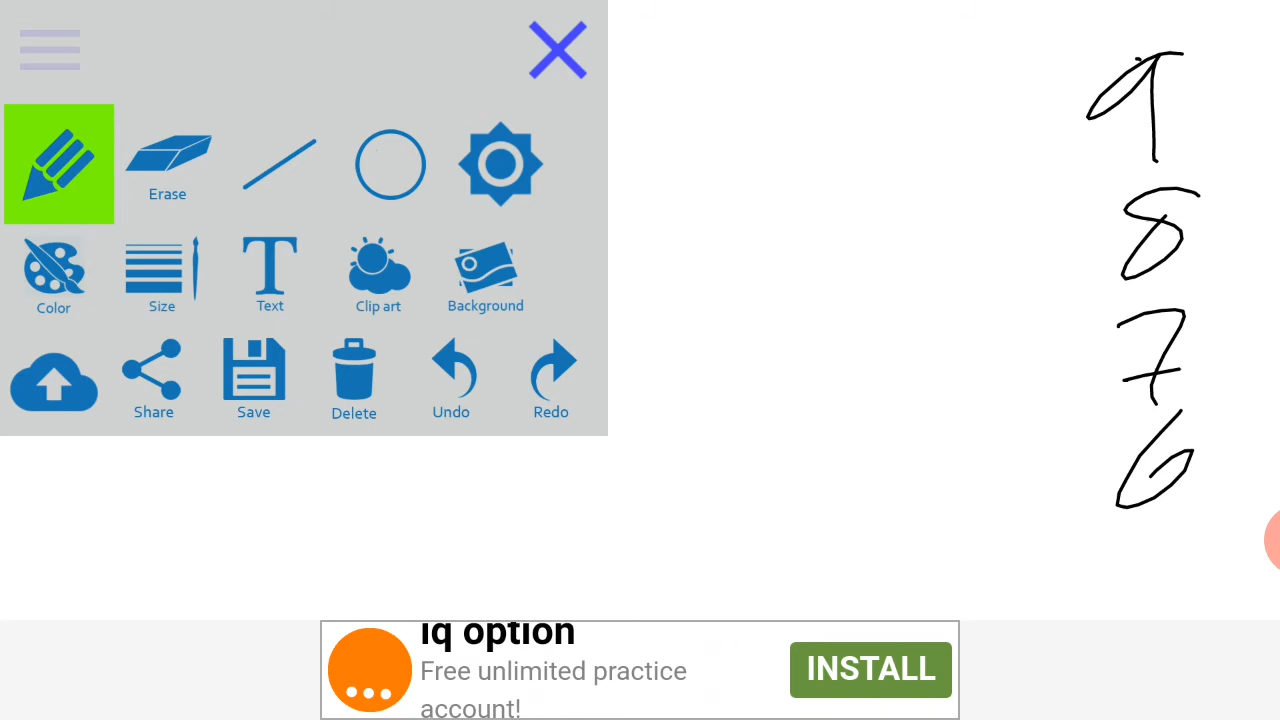 Erase
Color
Size
Text
Clip art
Background
Share
Save
Delete
Undo
Redo
9
8
7
6
iq option
Free unlimited practice
account!
INSTALL